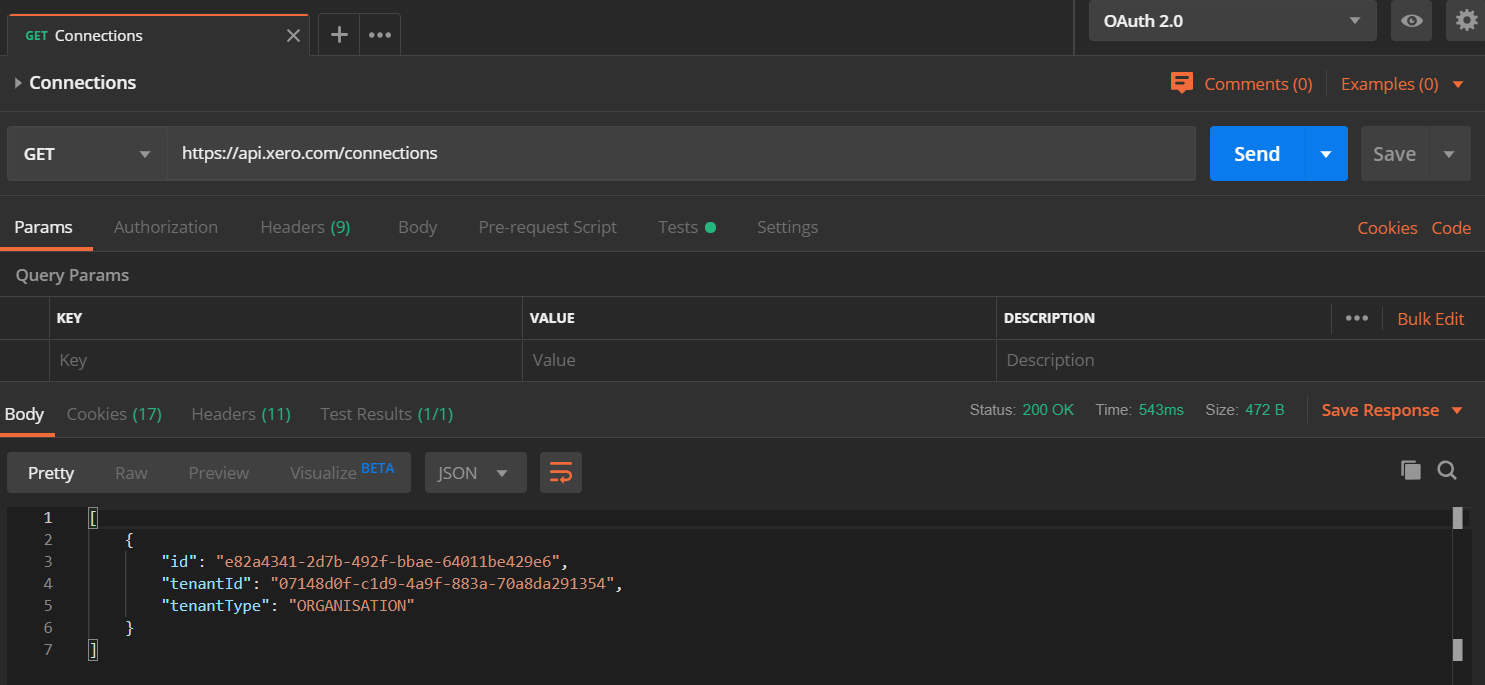 GET Connections
OAuth 2.0
Connections
Comments (0) Examples (0)
GET https://api.xero.com/connections Send Save
Params Authorization Headers (9) Body Pre-request Script Tests Settings Cookies Code
Query Params
KEY VALUE DESCRIPTION Bulk Edit
Key Value Description
Body Cookies (17) Headers (11) Test Results (1/1) Status: 200 OK Time: 543ms Size: 472 B Save Response
Pretty Raw Preview Visualize BETA JSON
1 [
2 {
3 "id": "e82a4341-2d7b-492f-bbae-64011be429e6",
4 "tenantId": "07148d0f-c1d9-4a9f-883a-70a8da291354",
5 "tenantType": "ORGANISATION"
6 }
7 ]